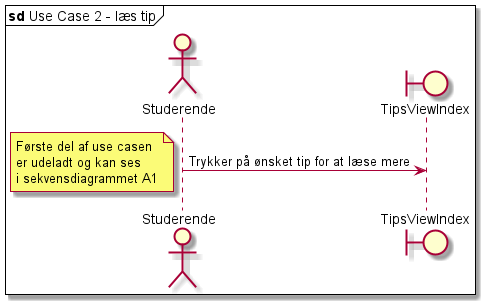 sd Use Case 2 - læs tip
Studerende
TipsViewIndex
Første del af use casen
er udeladt og kan ses
i sekvensdiagrammet A1
Trykker på ønsket tip for at læse mere
Studerende
TipsViewIndex